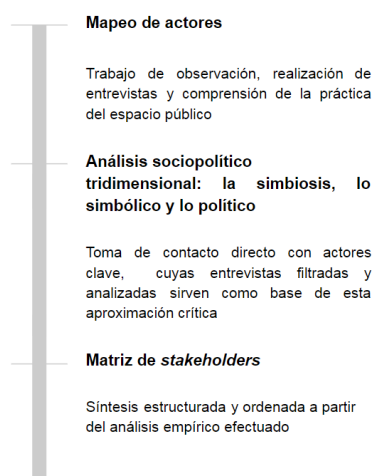 Mapeo de actores
Trabajo de observación, realización de
entrevistas y comprensión de la práctica
del espacio público
Análisis sociopolítico
tridimensional: la simbiosis, lo
simbólico y lo político
Toma de contacto directo con actores
clave, cuyas entrevistas filtradas y
analizadas sirven como base de esta
aproximación crítica
Matriz de stakeholders
Síntesis estructurada y ordenada a partir
del análisis empírico efectuado